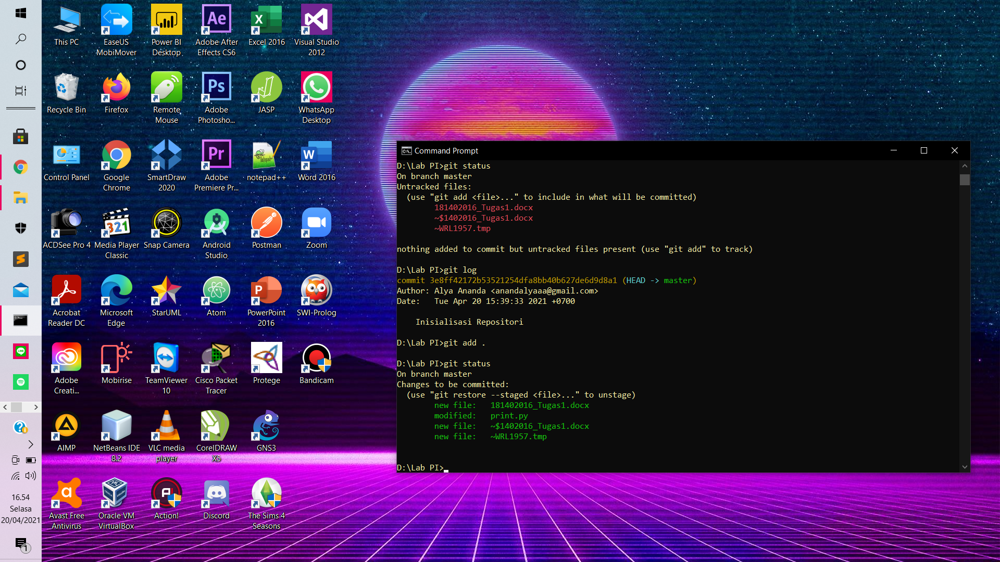 This PC
EaseUS
MobiMover
Power BI
Desktop
Adobe After
Effects CS6
Excel 2016
Visual Studio
2012
Recycle Bin
Firefox
Remote
Mouse
Adobe
Photosho...
JASP
WhatsApp
Desktop
Control Panel
Google
Chrome
SmartDraw
2020
Adobe
Premiere Pr...
notepad++
Word 2016
ACDSee Pro 4
Media Player
Classic
Snap Camera
Android
Studio
Postman
Zoom
Acrobat
Reader DC
Microsoft
Edge
StarUML
Atom
PowerPoint
2016
SWI-Prolog
Adobe
Creati...
Mobirise
TeamViewer
10
Cisco Packet
Tracer
Protege
Bandicam
AIMP
NetBeans IDE
8.2
VLC media
player
CorelDRAW
X5
GNS3
Avast Free
Antivirus
Oracle VM
VirtualBox
Action!
Discord
The Sims 4
Seasons
16.54
Selasa
20/04/2021
1
Command Prompt
D:\Lab PI>git status
On branch master
Untracked files:
  (use "git add <file>..." to include in what will be committed)
        181402016_Tugas1.docx
        ~$1402016_Tugas1.docx
        ~WRL1957.tmp
nothing added to commit but untracked files present (use "git add" to track)
D:\Lab PI>git log
commit 3e8ff42172b53521254dfa8bb40b627de6d9d8a1 (HEAD -> master)
Author: Alya Ananda <anandalyaaa@gmail.com>
Date:   Tue Apr 20 15:39:33 2021 +0700
    Inisialisasi Repositori
D:\Lab PI>git add .
D:\Lab PI>git status
On branch master
Changes to be committed:
  (use "git restore --staged <file>..." to unstage)
        new file:   181402016_Tugas1.docx
        modified:   print.py
        new file:   ~$1402016_Tugas1.docx
        new file:   ~WRL1957.tmp
D:\Lab PI>